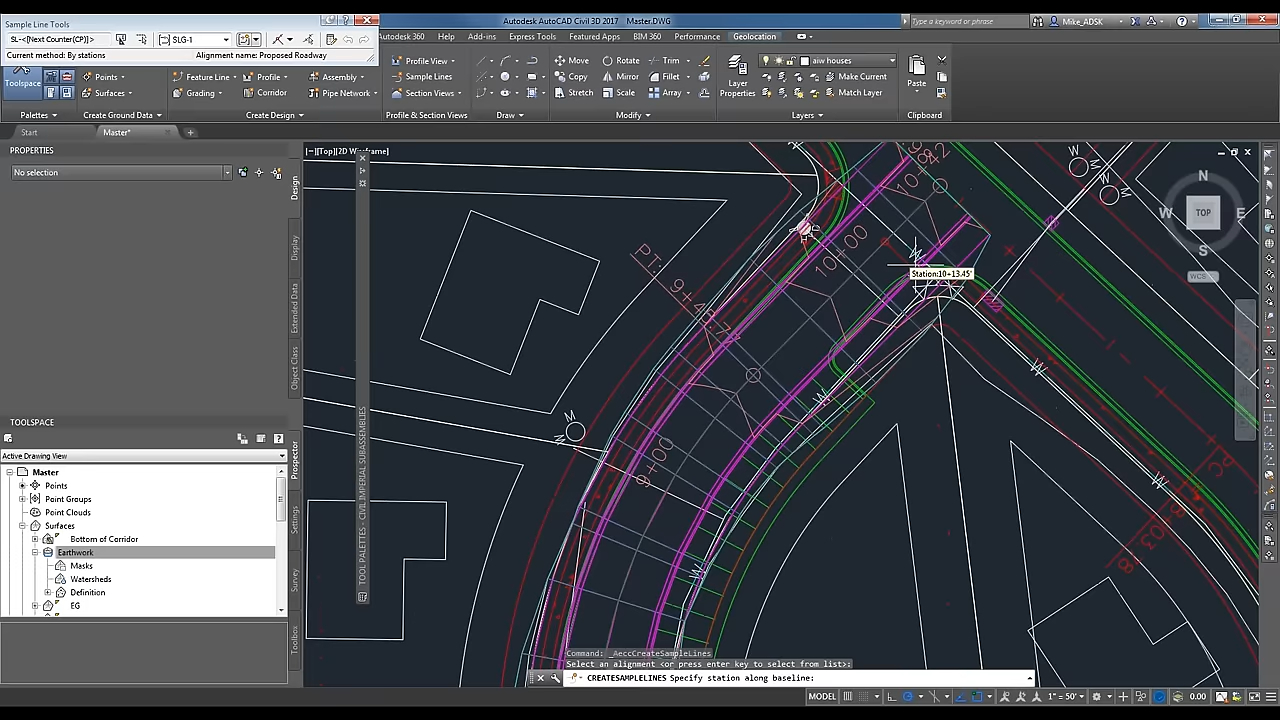 Sample Line Tools
Autodesk AutoCAD Civil 3D 2017   Master.DWG
Type a keyword or phrase
Mike_ADSK
SL-<[Next Counter(CP)]>
SLG-1
Current method: By stations
Alignment name: Proposed Roadway
Autodesk 360
Help
Add-ins
Express Tools
Featured Apps
BIM 360
Performance
Geolocation
Toolspace
Points
Surfaces
Feature Line
Grading
Profile
Corridor
Assembly
Pipe Network
Profile View
Sample Lines
Section Views
Move
Rotate
Trim
Copy
Mirror
Fillet
Stretch
Scale
Array
Layer
Properties
aiw houses
Make Current
Match Layer
Paste
Palettes
Create Ground Data
Create Design
Profile & Section Views
Draw
Modify
Layers
Clipboard
Start
Master*
PROPERTIES
[−][Top][2D Wireframe]
No selection
Design
Display
Extended Data
Object Class
TOOL PALETTES - CIVIL IMPERIAL SUBASSEMBLIES
N
W
TOP
E
S
WCS
10+00
9+00
W
M
Station:10+13.45'
TOOLSPACE
Active Drawing View
Master
Points
Point Groups
Point Clouds
Surfaces
Bottom of Corridor
Earthwork
Masks
Watersheds
Definition
EG
Prospector
Settings
Survey
Toolbox
Command: _AeccCreateSampleLines
Select an alignment <or press enter key to select from list>:
CREATESAMPLELINES Specify station along baseline:
MODEL
1" = 50'
0.00